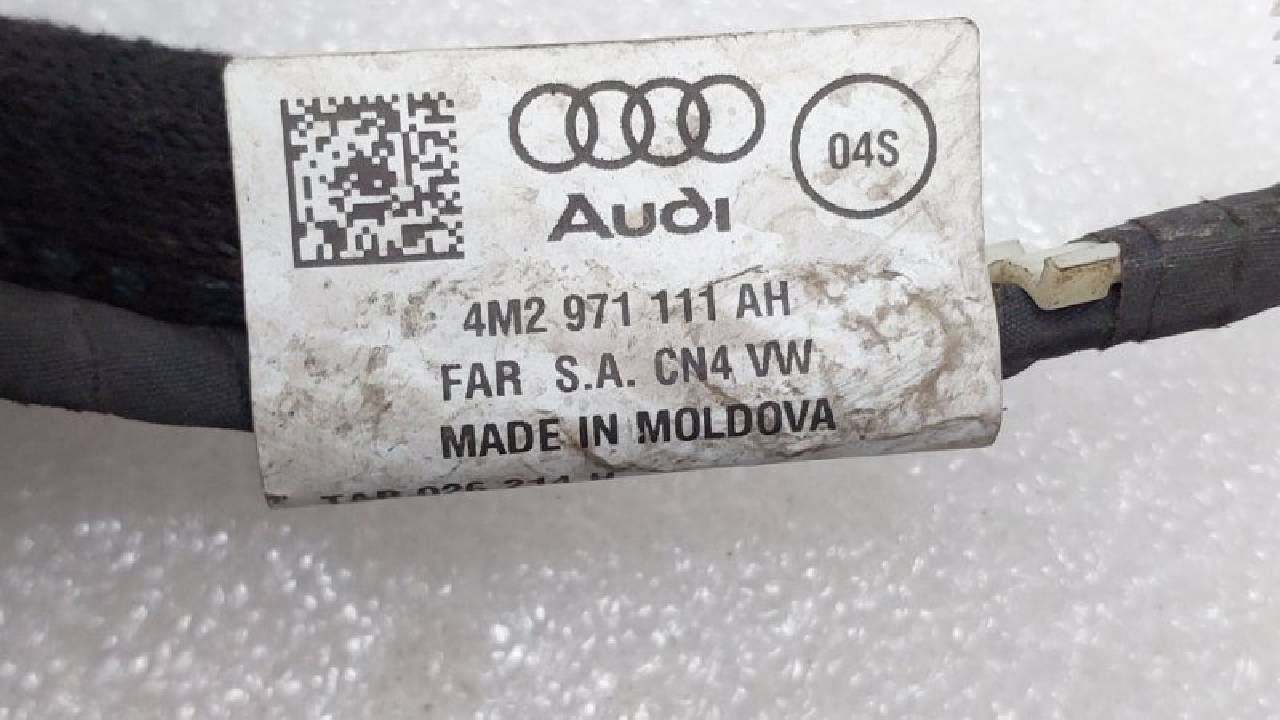 Audi
04S
4M2 971 111 AH
FAR S.A. CN4 VW
MADE IN MOLDOVA